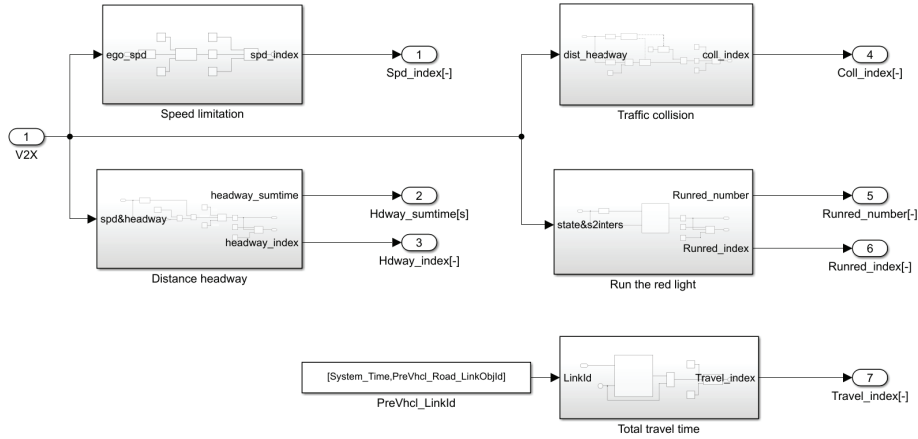 ego_spd
spd_index
Speed limitation
1
Spd_index[-]
dist_headway
coll_index
Traffic collision
4
Coll_index[-]
1
V2X
spd&headway
headway_sumtime
headway_index
Distance headway
2
Hdway_sumtime[s]
3
Hdway_index[-]
state&s2inters
Runred_number
Runred_index
Run the red light
5
Runred_number[-]
6
Runred_index[-]
[System_Time,PreVhcl_Road_LinkObjId]
PreVhcl_LinkId
LinkId
Travel_index
Total travel time
7
Travel_index[-]